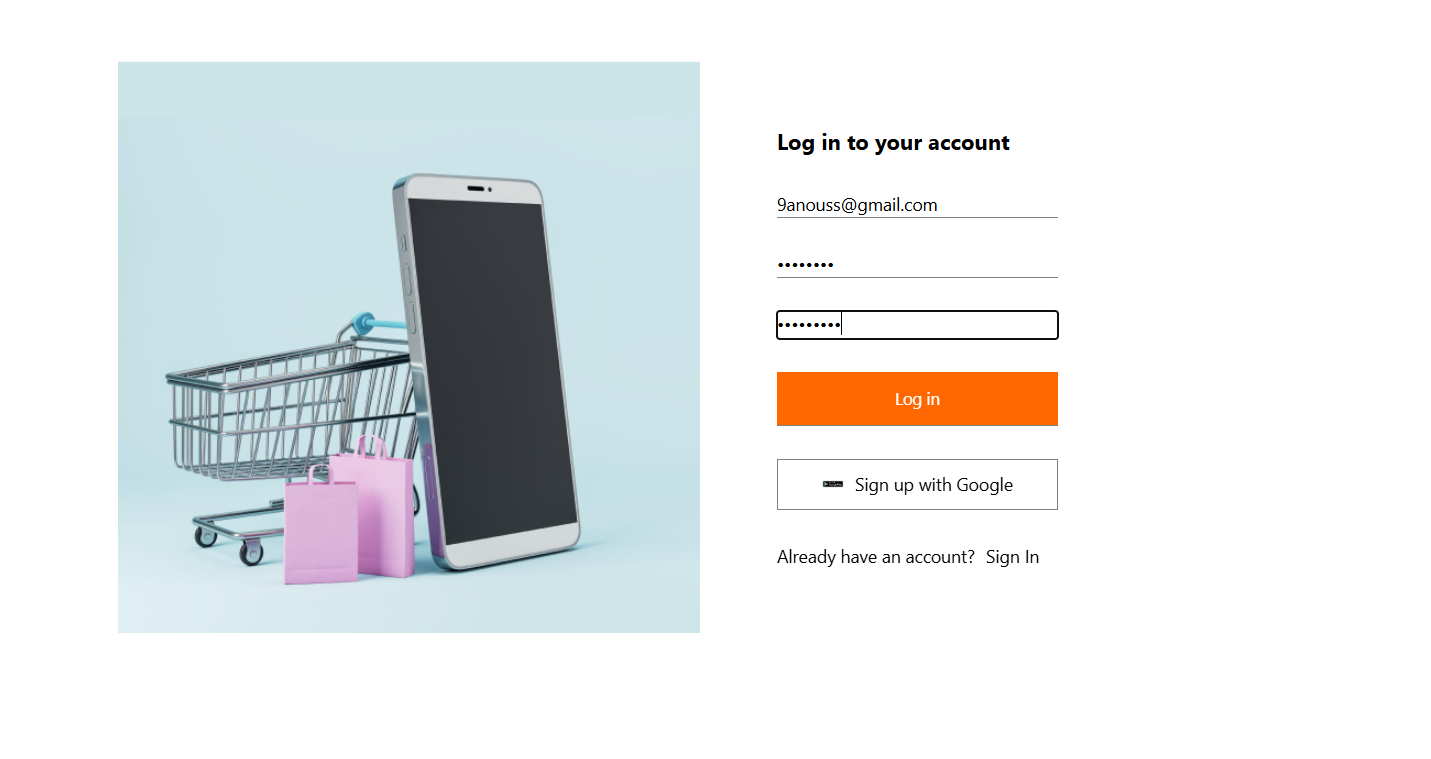 Log in to your account
9anouss@gmail.com
••••••••
•••••••••
Log in
Sign up with Google
Already have an account? Sign In